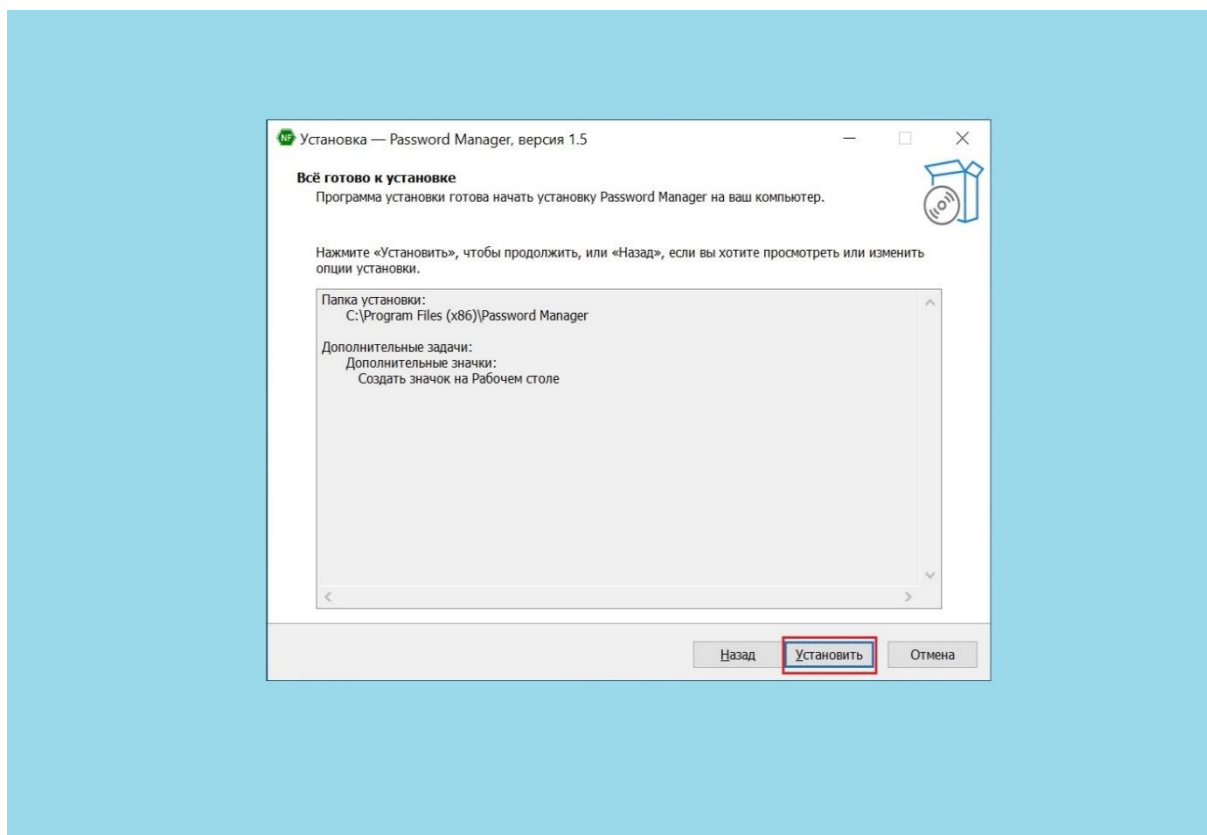 NF Установка — Password Manager, версия 1.5
Всё готово к установке
Программа установки готова начать установку Password Manager на ваш компьютер.
Нажмите «Установить», чтобы продолжить, или «Назад», если вы хотите просмотреть или изменить
опции установки.
Папка установки:
C:\Program Files (x86)\Password Manager
Дополнительные задачи:
Дополнительные значки:
Создать значок на Рабочем столе
Назад Установить Отмена